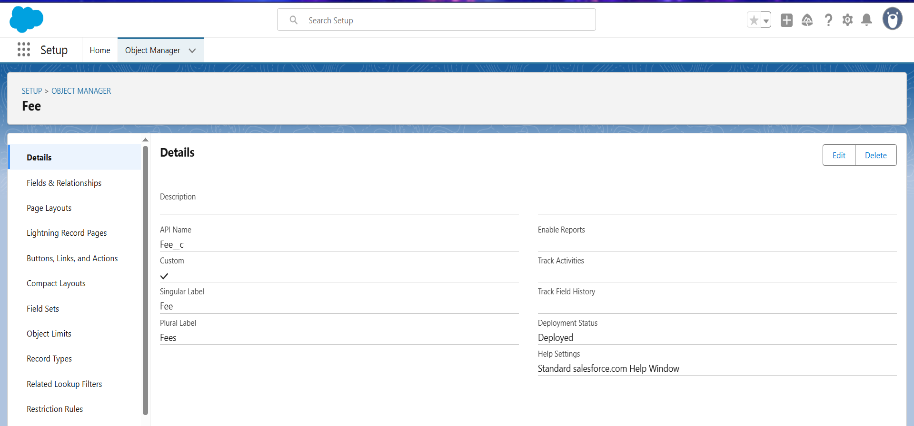 Search Setup
Setup
Home
Object Manager
SETUP > OBJECT MANAGER
Fee
Details
Fields & Relationships
Page Layouts
Lightning Record Pages
Buttons, Links, and Actions
Compact Layouts
Field Sets
Object Limits
Record Types
Related Lookup Filters
Restriction Rules
Details
Edit
Delete
Description
API Name
Fee__c
Custom
Singular Label
Fee
Plural Label
Fees
Enable Reports
Track Activities
Track Field History
Deployment Status
Deployed
Help Settings
Standard salesforce.com Help Window